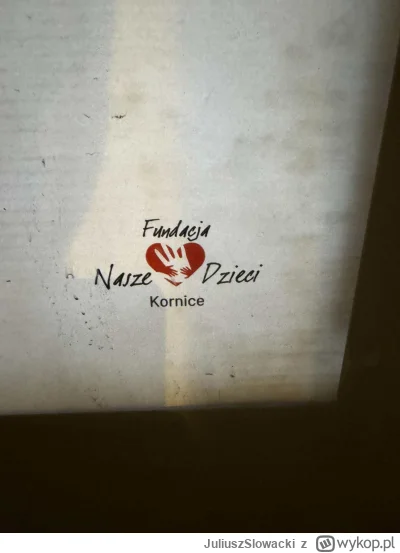 Fundacja
Nasze Dzieci
Kornice
JuliuszSlowacki z wykop.pl